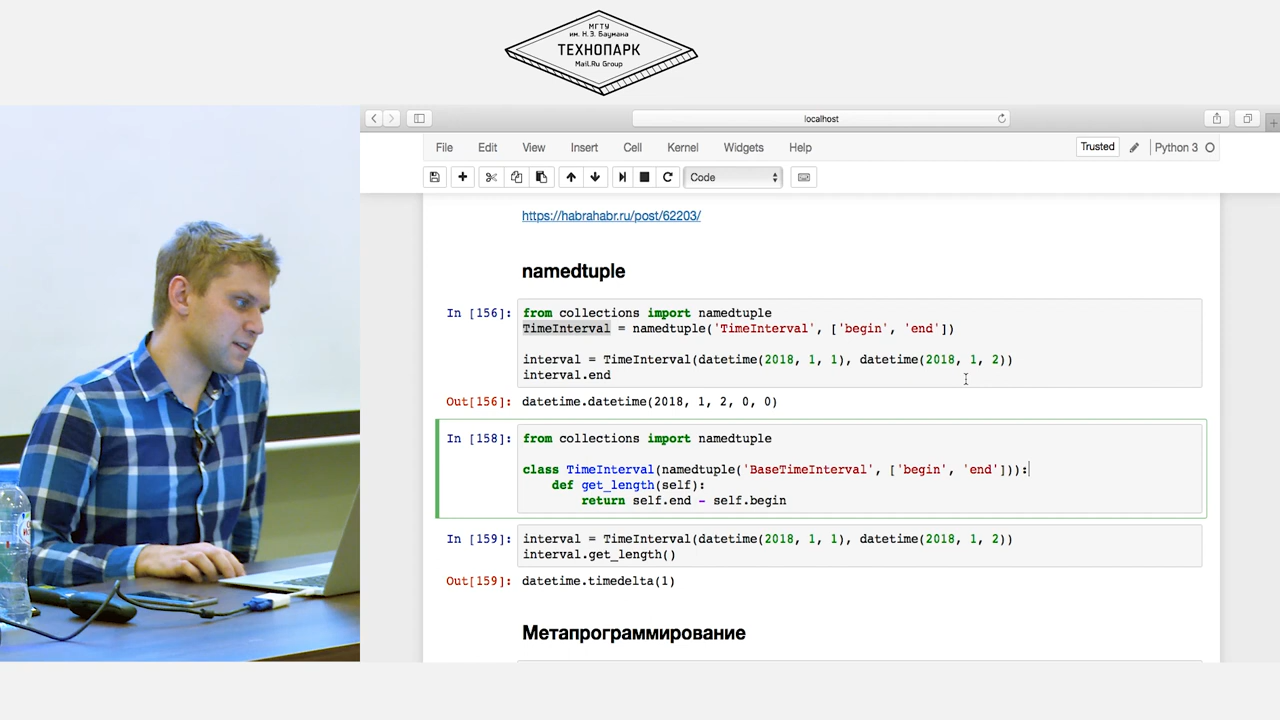 МГТУ
им. Н.Э. Баумана
ТЕХНОПАРК
Mail.Ru Group
localhost
File Edit View Insert Cell Kernel Widgets Help
Trusted
Python 3
Code
https://habrahabr.ru/post/62203/
namedtuple
In [156]: from collections import namedtuple
TimeInterval = namedtuple('TimeInterval', ['begin', 'end'])
interval = TimeInterval(datetime(2018, 1, 1), datetime(2018, 1, 2))
interval.end
Out[156]: datetime.datetime(2018, 1, 2, 0, 0)
In [158]: from collections import namedtuple
class TimeInterval(namedtuple('BaseTimeInterval', ['begin', 'end'])):
def get_length(self):
return self.end - self.begin
In [159]: interval = TimeInterval(datetime(2018, 1, 1), datetime(2018, 1, 2))
interval.get_length()
Out[159]: datetime.timedelta(1)
Метапрограммирование